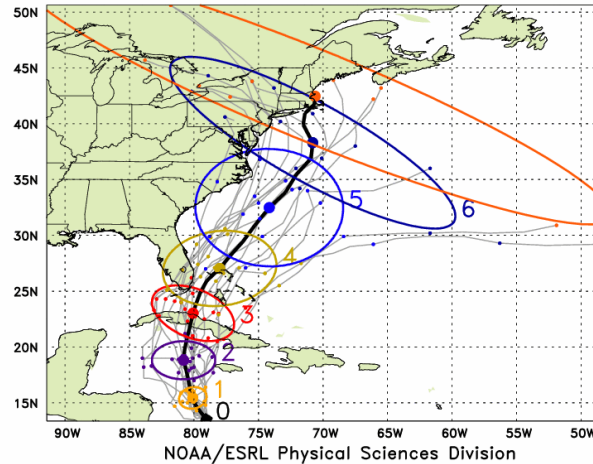 50N
45N
40N
5
6
35N
30N
4
25N
3
20N
2
15N
1
0
90W 85W 80W 75W 70W 65W 60W 55W 50W
NOAA/ESRL Physical Sciences Division